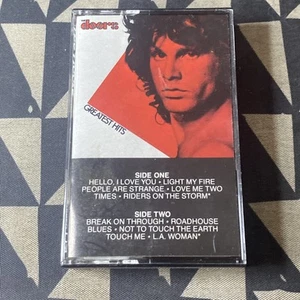 the
doors
GREATEST HITS
SIDE ONE
HELLO, I LOVE YOU • LIGHT MY FIRE
PEOPLE ARE STRANGE • LOVE ME TWO
TIMES • RIDERS ON THE STORM*
SIDE TWO
BREAK ON THROUGH • ROADHOUSE
BLUES • NOT TO TOUCH THE EARTH
TOUCH ME • L.A. WOMAN*